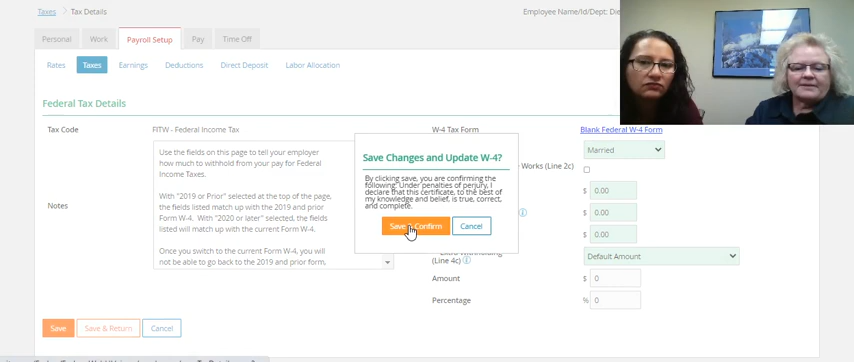 Taxes > Tax Details
Employee Name/Id/Dept:
Personal Work Payroll Setup Pay Time Off
Rates Taxes Earnings Deductions Direct Deposit Labor Allocation
Federal Tax Details
Tax Code FITW - Federal Income Tax
Notes
Use the fields on this page to tell your employer
how much to withhold from your pay for Federal
Income Taxes.
With "2019 or Prior" selected at the top of the page,
the fields listed will match up with the 2019 and prior
Form W-4. With "2020 or later" selected, the fields
listed will match up with the current Form W-4.
Once you switch to the current Form W-4, you will
not be able to go back to the 2019 and prior form,
Save Changes and Update W-4?
By clicking save, you are confirming the
following: Under penalties of perjury, I
declare that this certificate, to the best of
my knowledge and belief, is true, correct,
and complete.
Save & Confirm Cancel
W-4 Tax Form Blank Federal W-4 Form
Married
Works (Line 2c)
$ 0.00
$ 0.00
$ 0.00
Extra Withholding
(Line 4c) Default Amount
Amount $ 0
Percentage % 0
Save Save & Return Cancel